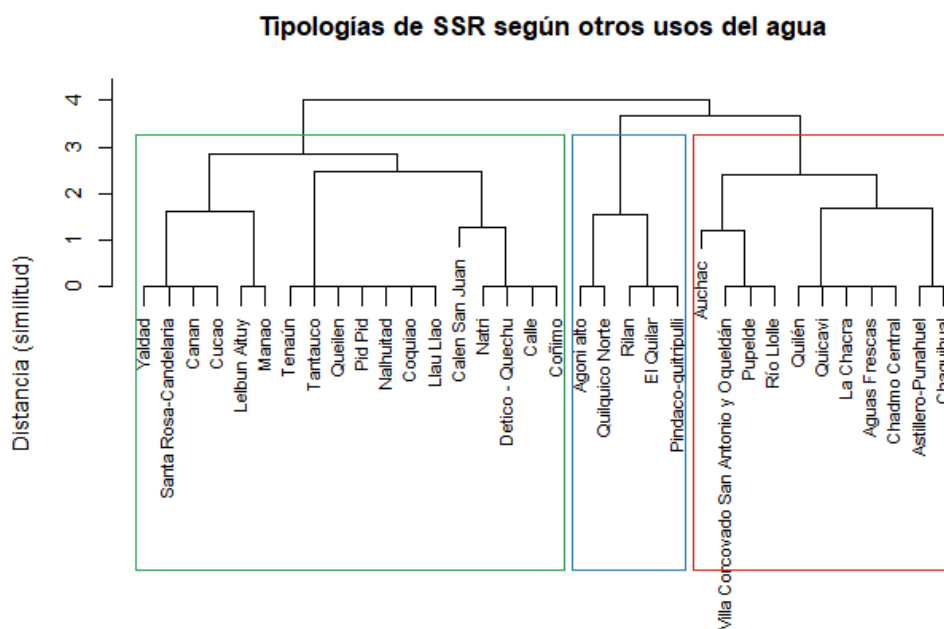 Tipologías de SSR según otros usos del agua
Distancia (similitud)
4
3
2
1
0
Yaldad
Santa Rosa-Candelaria
Canan
Cucao
Lelbun Aituy
Manao
Tenaún
Tantauco
Queilen
Pid Pid
Nalhuitad
Coquiao
Llau Llao
Calen San Juan
Natri
Detico - Quechu
Calle
Coñimo
Agoni alto
Quilquico Norte
Rilan
El Quilar
Pindaco-quitripulli
Auchac
Villa Corcovado San Antonio y Oqueldán
Pupelde
Río Llolle
Quilén
Quicavi
La Chacra
Aguas Frescas
Chadmo Central
Astillero-Punahuel
Chaquihual